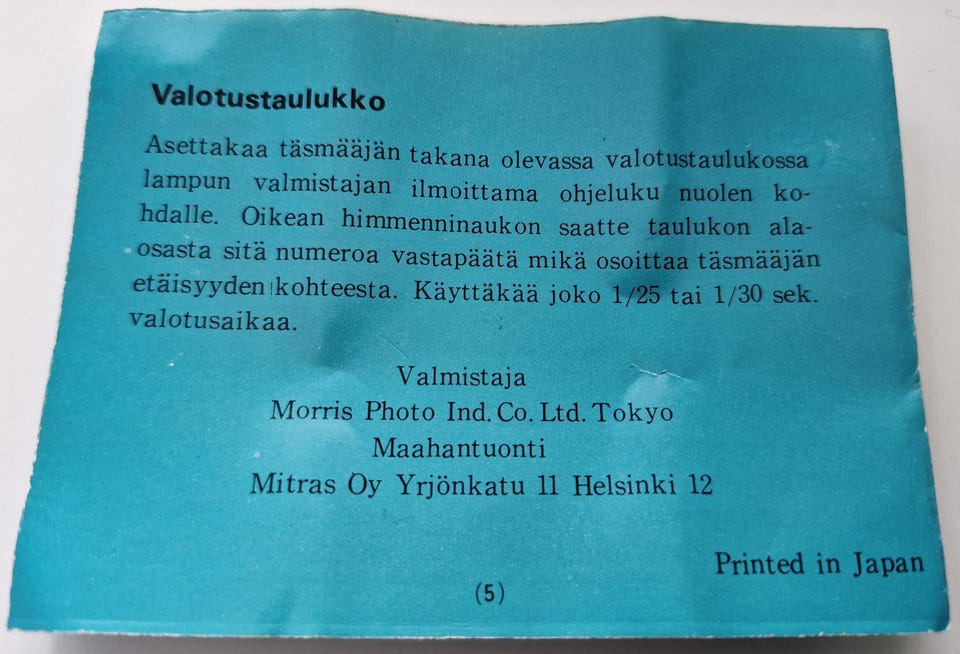 Valotustaulukko
Asettakaa täsmääjän takana olevassa valotustaulukossa
lampun valmistajan ilmoittama ohjeluku nuolen ko-
hdalle. Oikean himmenninaukon saatte taulukon ala-
osasta sitä numeroa vastapäätä mikä osoittaa täsmääjän
etäisyyden kohteesta. Käyttäkää joko 1/25 tai 1/30 sek.
valotusaikaa.
Valmistaja
Morris Photo Ind. Co. Ltd. Tokyo
Maahantuonti
Mitras Oy Yrjönkatu 11 Helsinki 12
Printed in Japan
(5)